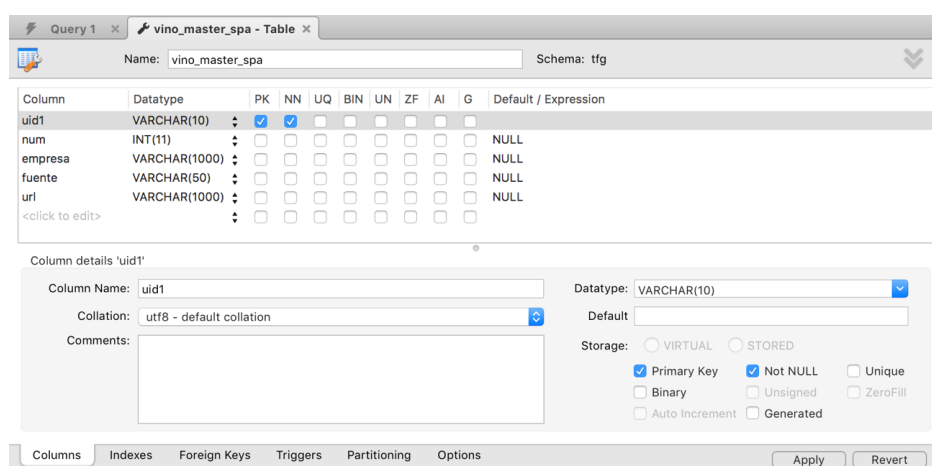 Query 1 × vino_master_spa - Table ×
Name: vino_master_spa Schema: tfg
Column Datatype PK NN UQ BIN UN ZF AI G Default / Expression
uid1 VARCHAR(10)
num INT(11) NULL
empresa VARCHAR(1000) NULL
fuente VARCHAR(50) NULL
url VARCHAR(1000) NULL
<click to edit>
Column details 'uid1'
Column Name: uid1 Datatype: VARCHAR(10)
Collation: utf8 - default collation Default
Comments: Storage: VIRTUAL STORED
Primary Key Not NULL Unique
Binary Unsigned ZeroFill
Auto Increment Generated
Columns Indexes Foreign Keys Triggers Partitioning Options Apply Revert